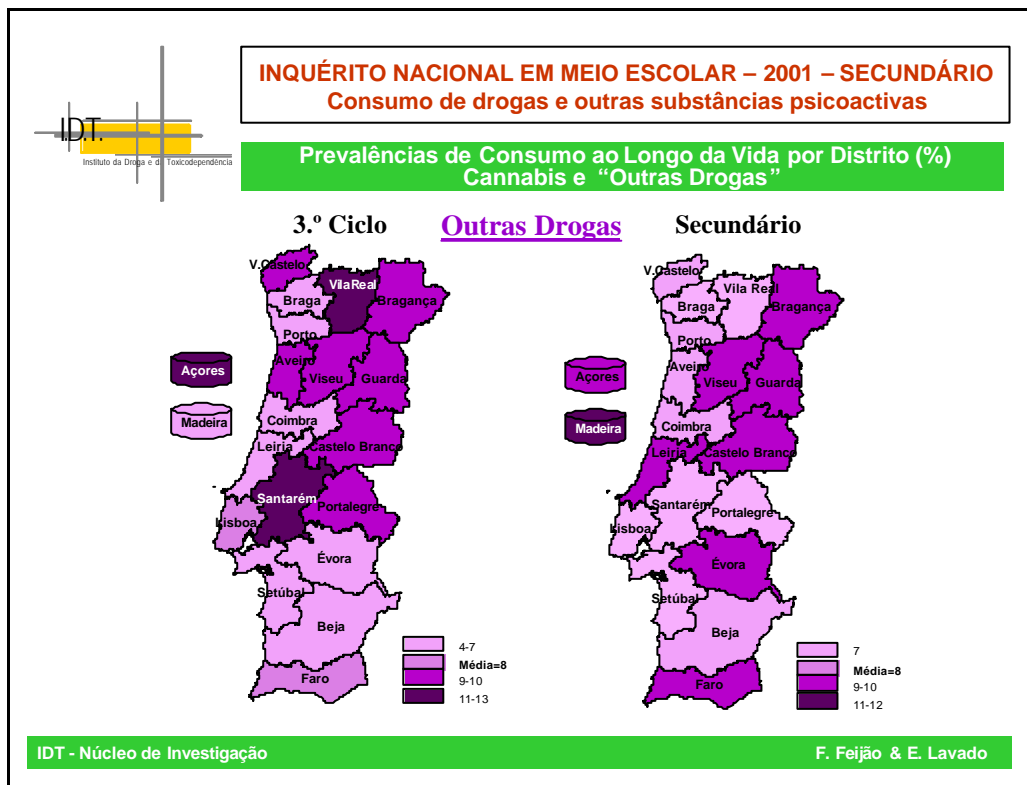 I.D.T.
Instituto da Droga e d Toxicodependência
INQUÉRITO NACIONAL EM MEIO ESCOLAR – 2001 – SECUNDÁRIO
Consumo de drogas e outras substâncias psicoactivas
Prevalências de Consumo ao Longo da Vida por Distrito (%)
Cannabis e “Outras Drogas”
3.º Ciclo
Outras Drogas
Secundário
V.Castelo
Vila Real
Braga
Bragança
Porto
Aveiro
Viseu
Guarda
Açores
Madeira
Coimbra
Leiria
Castelo Branco
Santarém
Portalegre
Lisboa
Évora
Setúbal
Beja
Faro
4-7
Média=8
9-10
11-13
V.Castelo
Vila Real
Braga
Bragança
Porto
Aveiro
Viseu
Guarda
Açores
Madeira
Coimbra
Leiria
Castelo Branco
Santarém
Portalegre
Lisboa
Évora
Setúbal
Beja
Faro
7
Média=8
9-10
11-12
IDT - Núcleo de Investigação
F. Feijão & E. Lavado